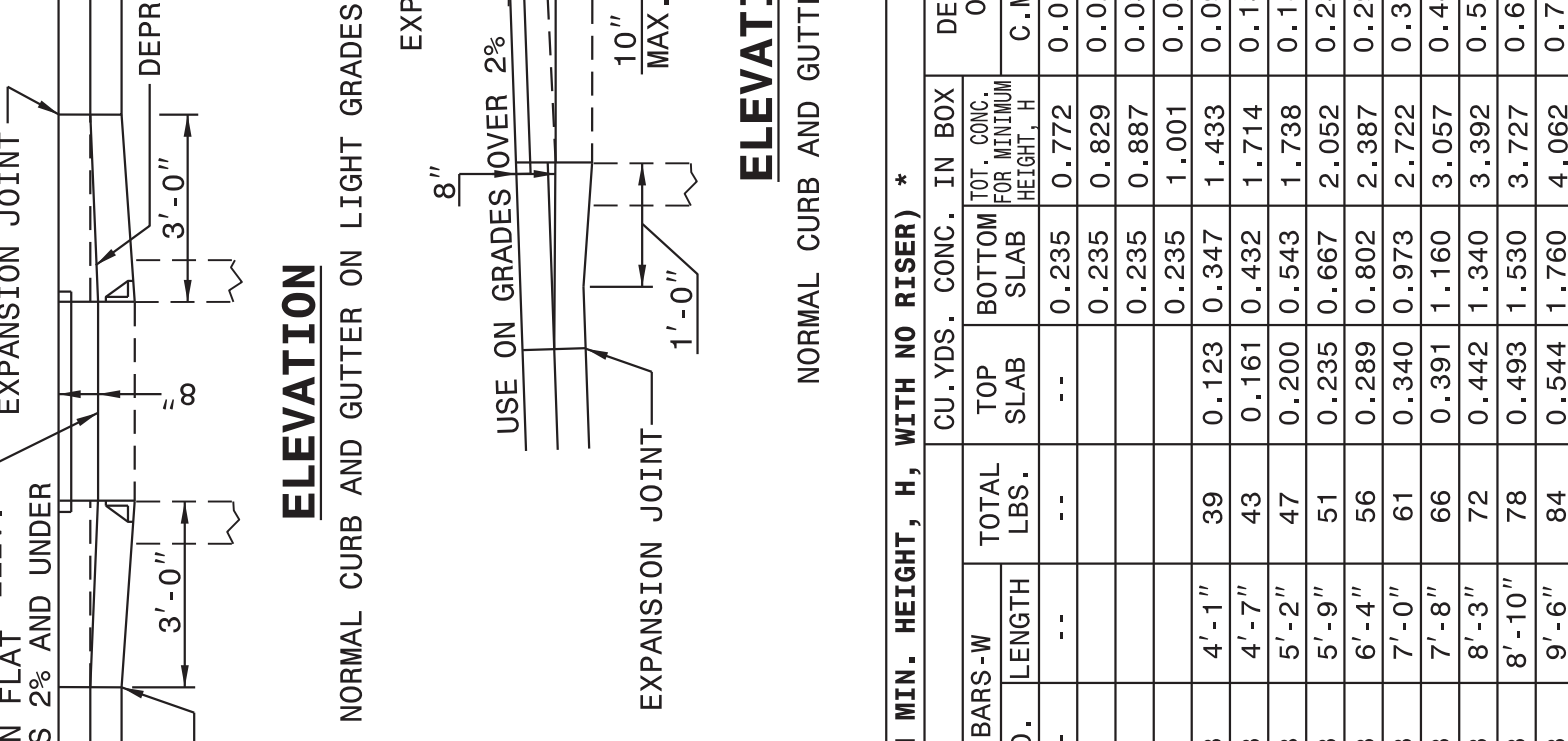 EXPANSION JOINT
FLAT
2% AND UNDER
3'-0"
8"
3'-0"
ELEVATION
NORMAL CURB AND GUTTER ON LIGHT GRADES
8"
USE ON GRADES OVER 2%
10"
MAX.
1'-0"
EXPANSION JOINT
NORMAL CURB AND
MIN. HEIGHT, H, WITH NO RISER) *
CU.YDS. CONC. IN BOX
BARS-W
LENGTH
TOTAL
LBS.
TOP
SLAB
BOTTOM
SLAB
TOT. CONC.
FOR MINIMUM
HEIGHT, H
-- -- -- 0.235 0.772
0.235 0.829
0.235 0.887
0.235 1.001
4'-1" 39 0.123 0.347 1.433
4'-7" 43 0.161 0.432 1.714
5'-2" 47 0.200 0.543 1.738
5'-9" 51 0.235 0.667 2.052
6'-4" 56 0.289 0.802 2.387
7'-0" 61 0.340 0.973 2.722
7'-8" 66 0.391 1.160 3.057
8'-3" 72 0.442 1.340 3.392
8'-10" 78 0.493 1.530 3.727
9'-6" 84 0.544 1.760 4.062